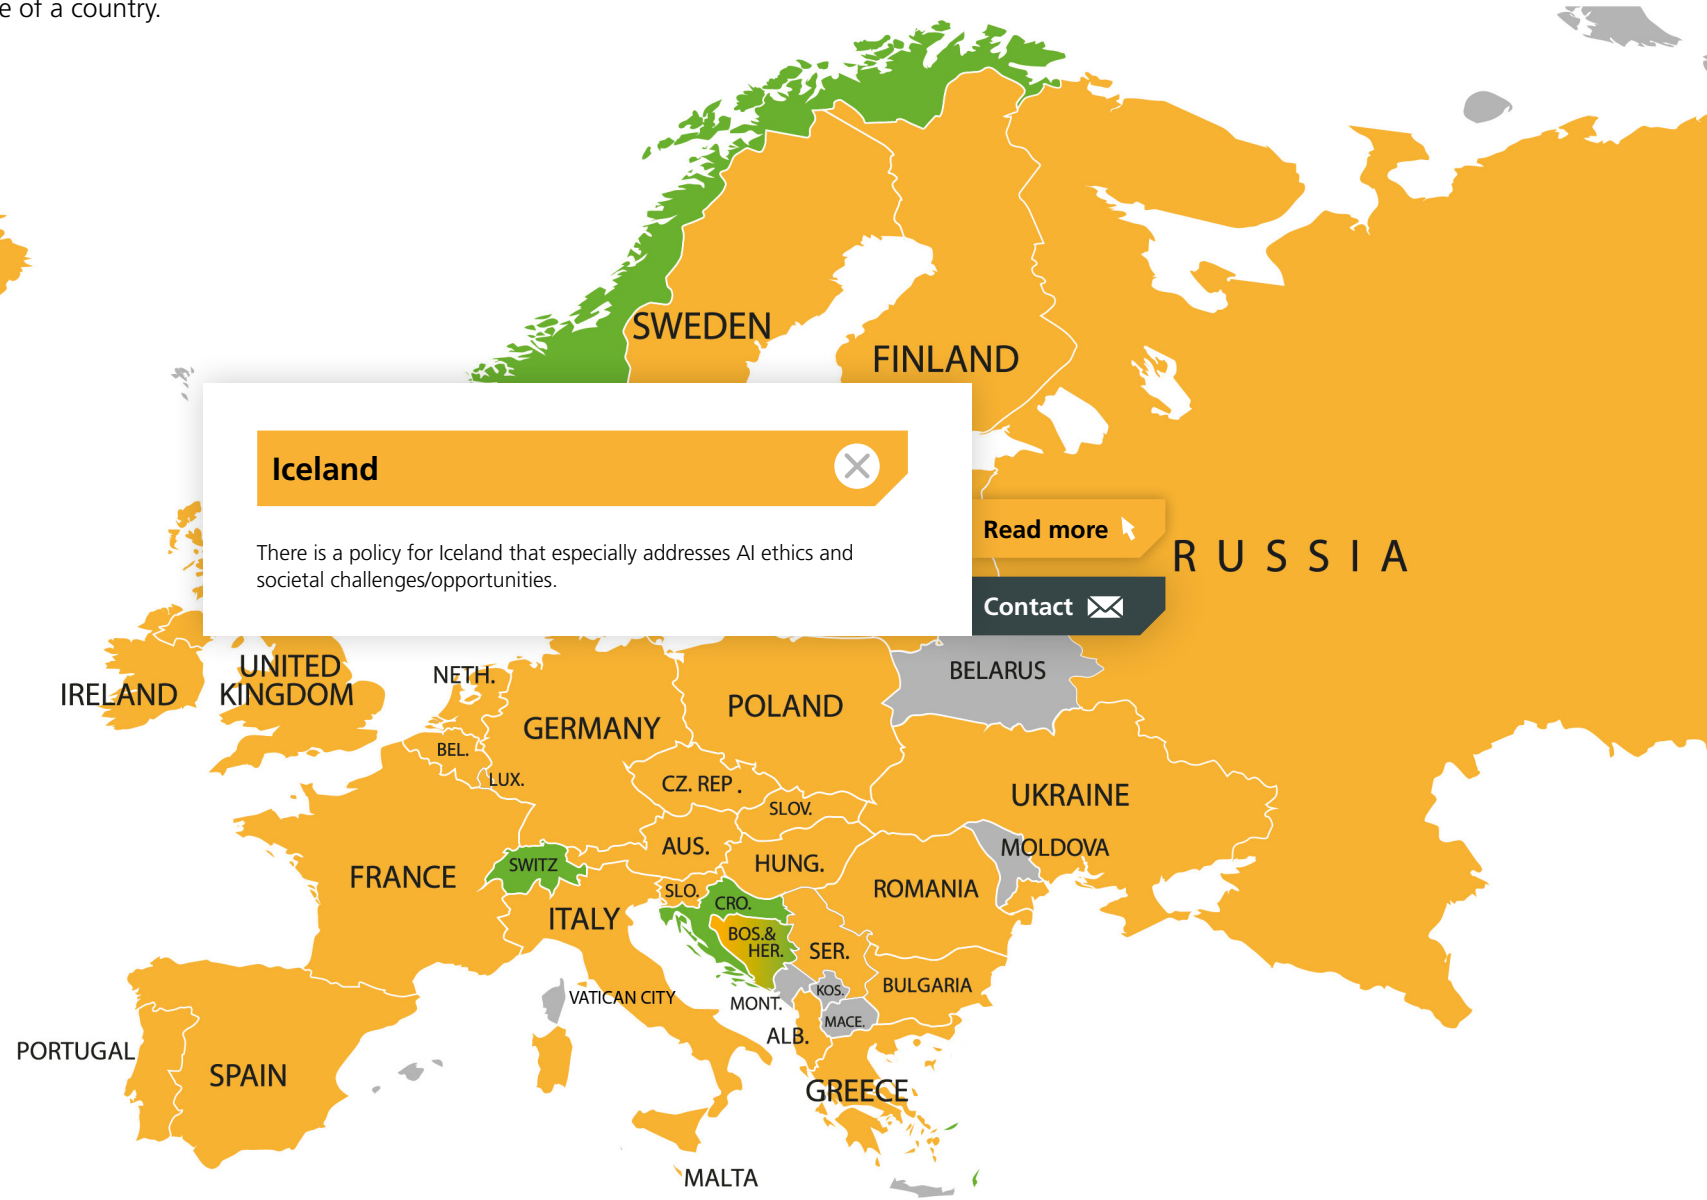 e of a country.
SWEDEN
FINLAND
Iceland
There is a policy for Iceland that especially addresses AI ethics and
societal challenges/opportunities.
Read more
Contact
RUSSIA
IRELAND
UNITED
KINGDOM
NETH.
BEL.
LUX.
GERMANY
POLAND
BELARUS
CZ. REP.
SLOV.
UKRAINE
MOLDOVA
AUS.
HUNG.
ROMANIA
FRANCE
SWITZ
SLO.
CRO.
ITALY
BOS.&
HER.
SER.
BULGARIA
KOS.
VATICAN CITY
MONT.
MACE.
ALB.
PORTUGAL
SPAIN
GREECE
MALTA